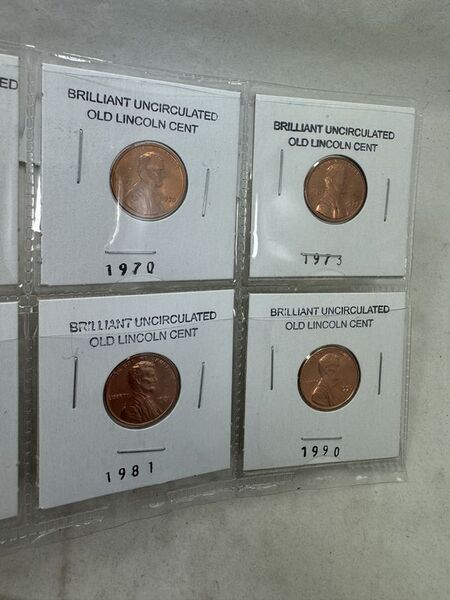 ED
BRILLIANT UNCIRCULATED
OLD LINCOLN CENT
1970
BRILLIANT UNCIRCULATED
OLD LINCOLN CENT
1973
BRILLIANT UNCIRCULATED
OLD LINCOLN CENT
1981
BRILLIANT UNCIRCULATED
OLD LINCOLN CENT
1990